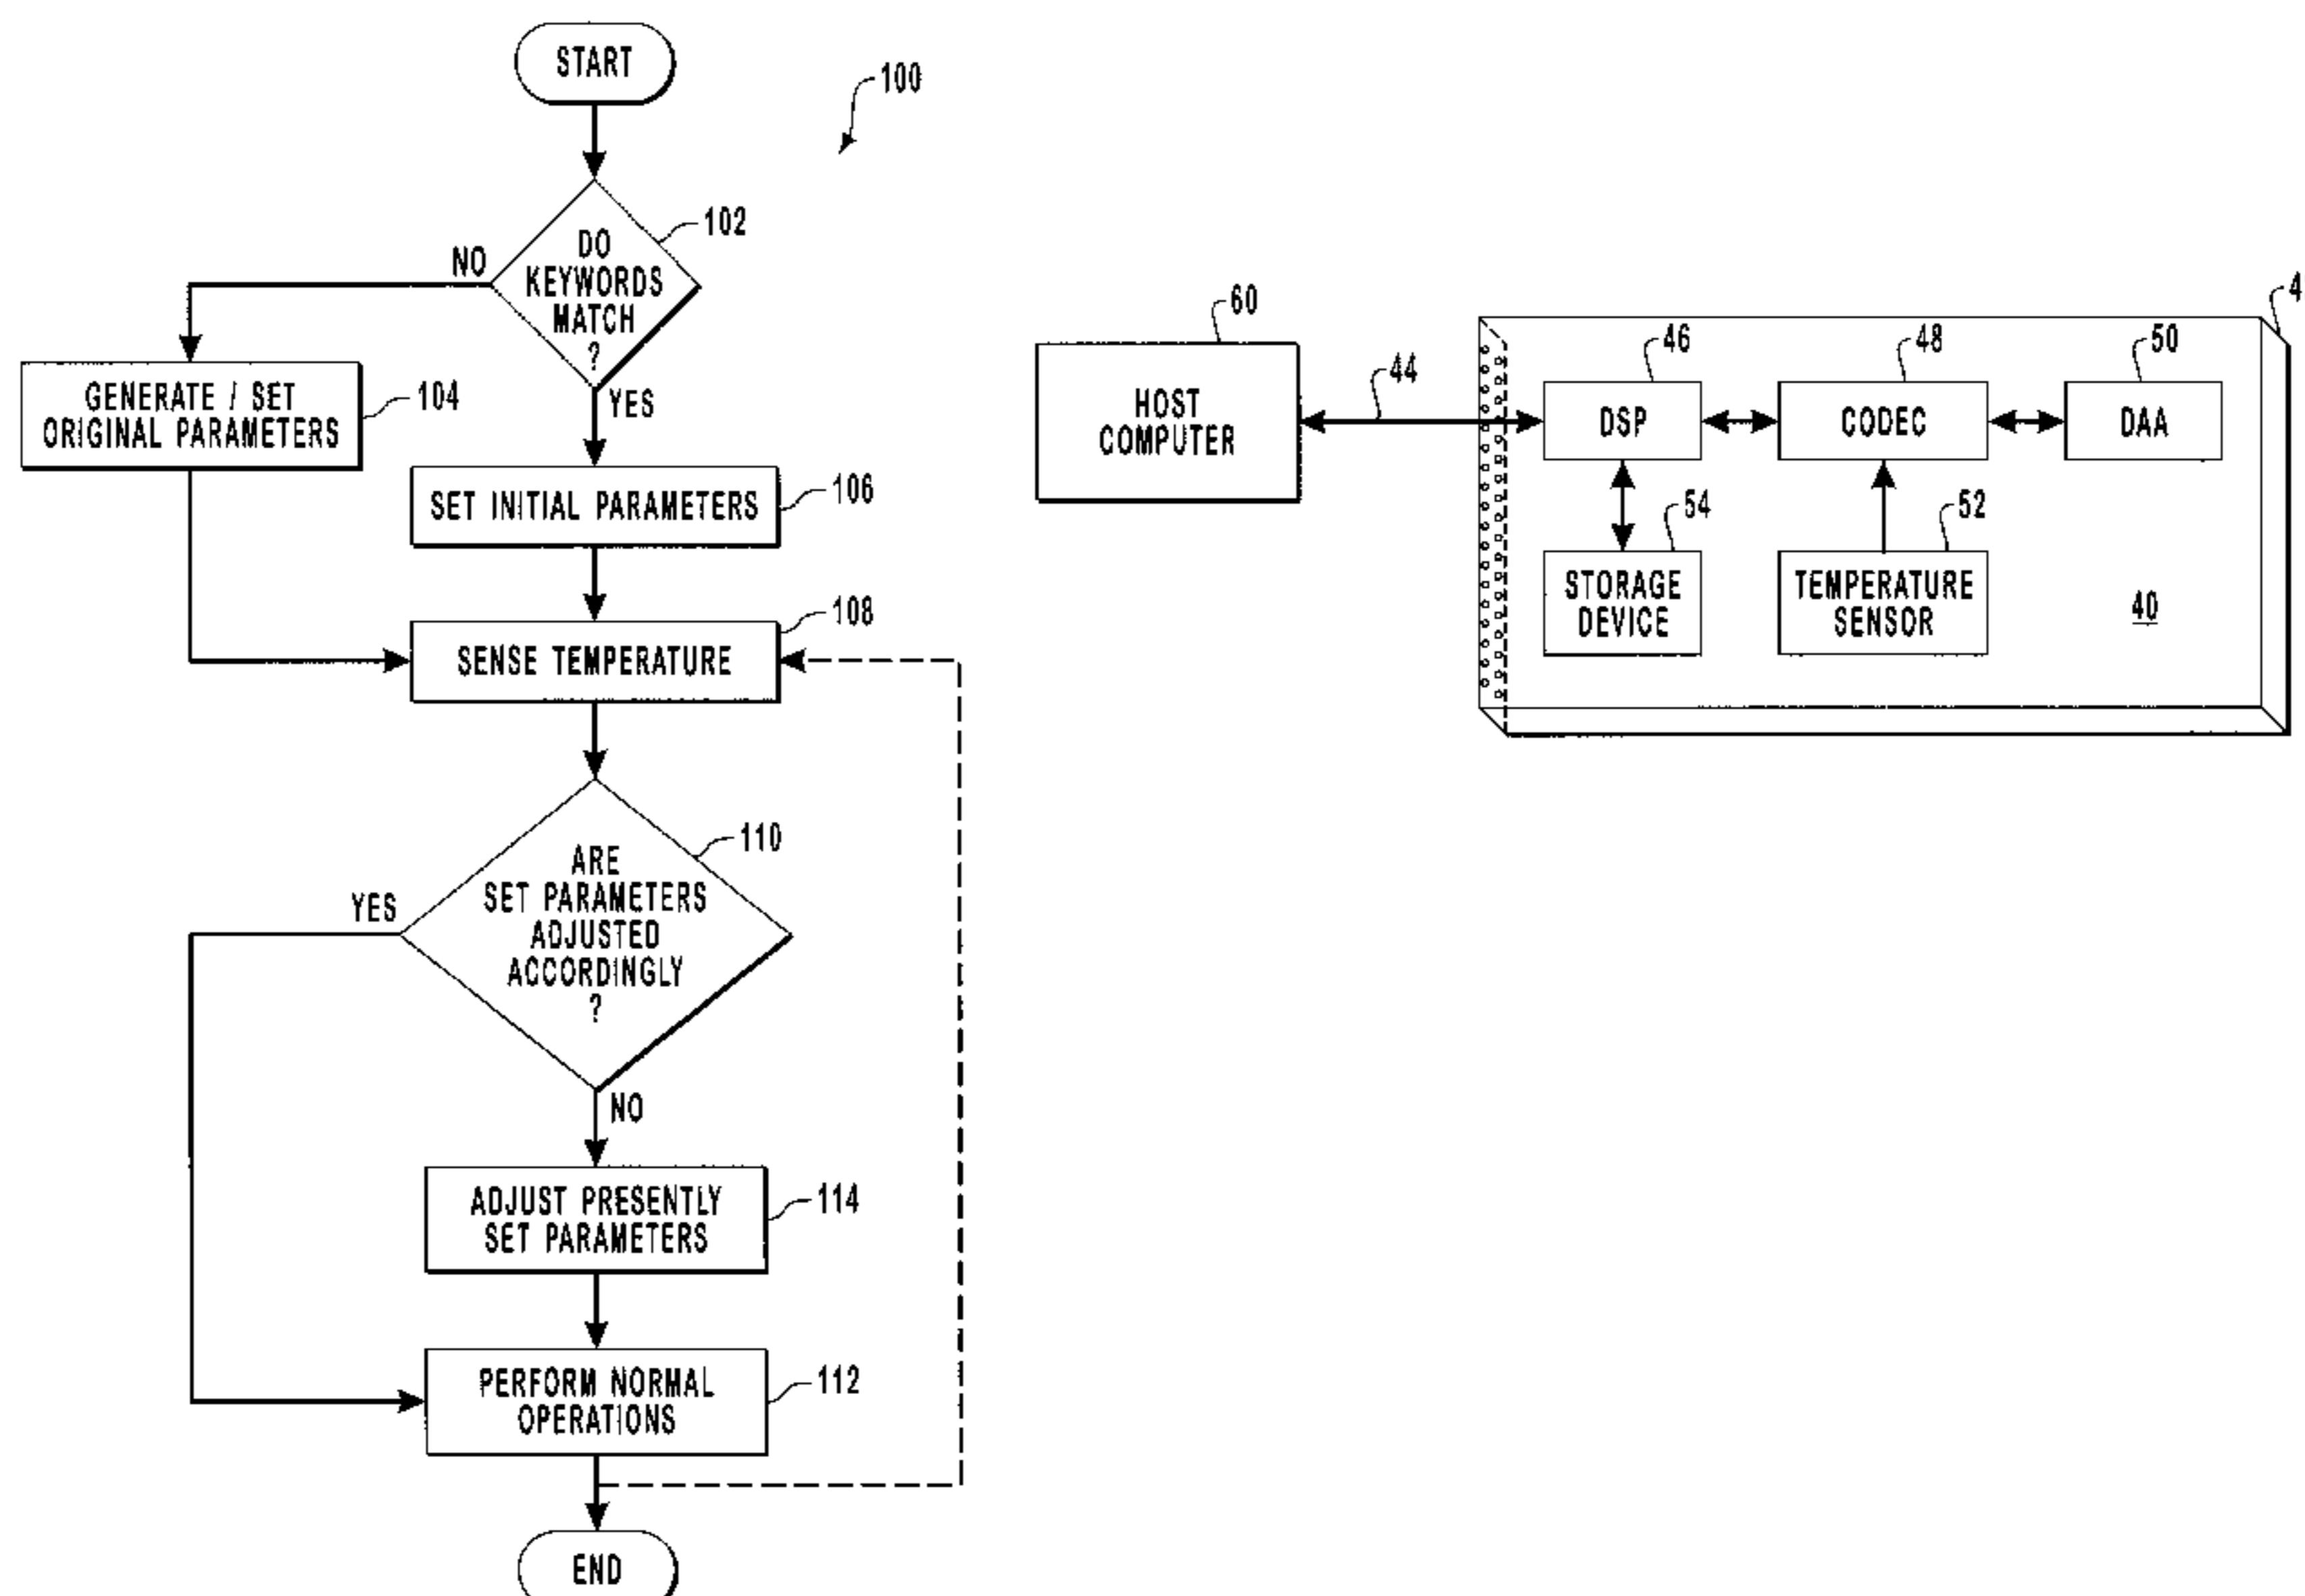 START
100
102
DO
KEYWORDS
MATCH
?
NO
YES
GENERATE / SET
ORIGINAL PARAMETERS
104
SET INITIAL PARAMETERS
106
SENSE TEMPERATURE
108
110
ARE
SET PARAMETERS
ADJUSTED
ACCORDINGLY
?
YES
NO
ADJUST PRESENTLY
SET PARAMETERS
114
PERFORM NORMAL
OPERATIONS
112
END
60
HOST
COMPUTER
44
4
46
DSP
48
CODEC
50
DAA
54
STORAGE
DEVICE
52
TEMPERATURE
SENSOR
40